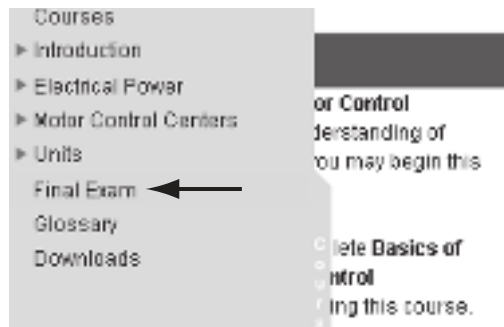 Courses
Introduction
Electrical Power
Motor Control Centers
Units
Final Exam
Glossary
Downloads
or Control
derstanding of
you may begin this
lete Basics of
ntrol
ing this course.